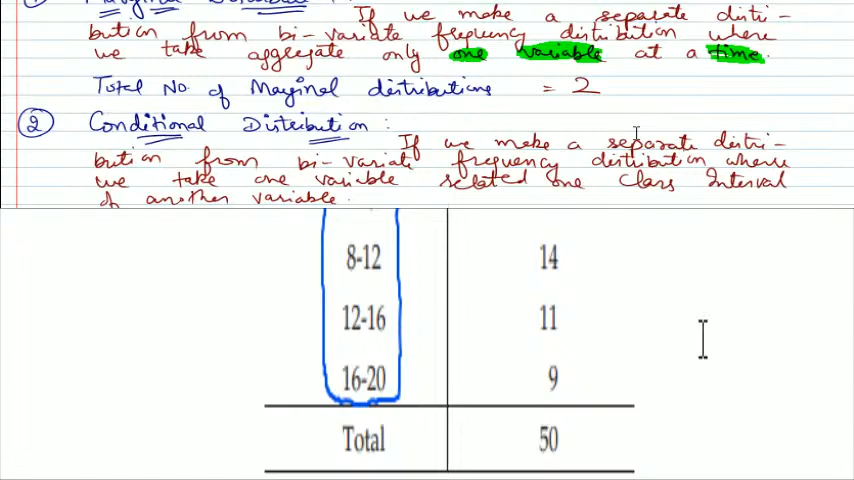 Marginal Distribution :
If we make a separate distri-
bution from bi-variate frequency distribution where
we take aggregate only one variable at a time.
Total No. of Marginal distributions = 2
② Conditional Distribution :
If we make a separate distri-
bution from bi-variate frequency distribution where
we take one variable related one Class Interval
of another variable.
8-12 14
12-16 11
16-20 9
Total 50